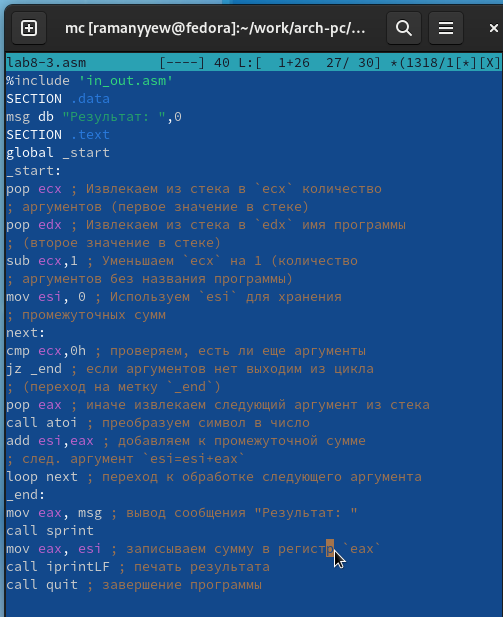 mc [ramanyyew@fedora]:~/work/arch-pc/...
lab8-3.asm [----] 40 L:[ 1+26 27/ 30] *(1318/1[*][X]
%include 'in_out.asm'
SECTION .data
msg db "Результат: ",0
SECTION .text
global _start
_start:
pop ecx ; Извлекаем из стека в `ecx` количество
; аргументов (первое значение в стеке)
pop edx ; Извлекаем из стека в `edx` имя программы
; (второе значение в стеке)
sub ecx,1 ; Уменьшаем `ecx` на 1 (количество
; аргументов без названия программы)
mov esi, 0 ; Используем `esi` для хранения
; промежуточных сумм
next:
cmp ecx,0h ; проверяем, есть ли еще аргументы
jz _end ; если аргументов нет выходим из цикла
; (переход на метку `_end`)
pop eax ; иначе извлекаем следующий аргумент из стека
call atoi ; преобразуем символ в число
add esi,eax ; добавляем к промежуточной сумме
; след. аргумент `esi=esi+eax`
loop next ; переход к обработке следующего аргумента
_end:
mov eax, msg ; вывод сообщения "Результат: "
call sprint
mov eax, esi ; записываем сумму в регистр `eax`
call iprintLF ; печать результата
call quit ; завершение программы